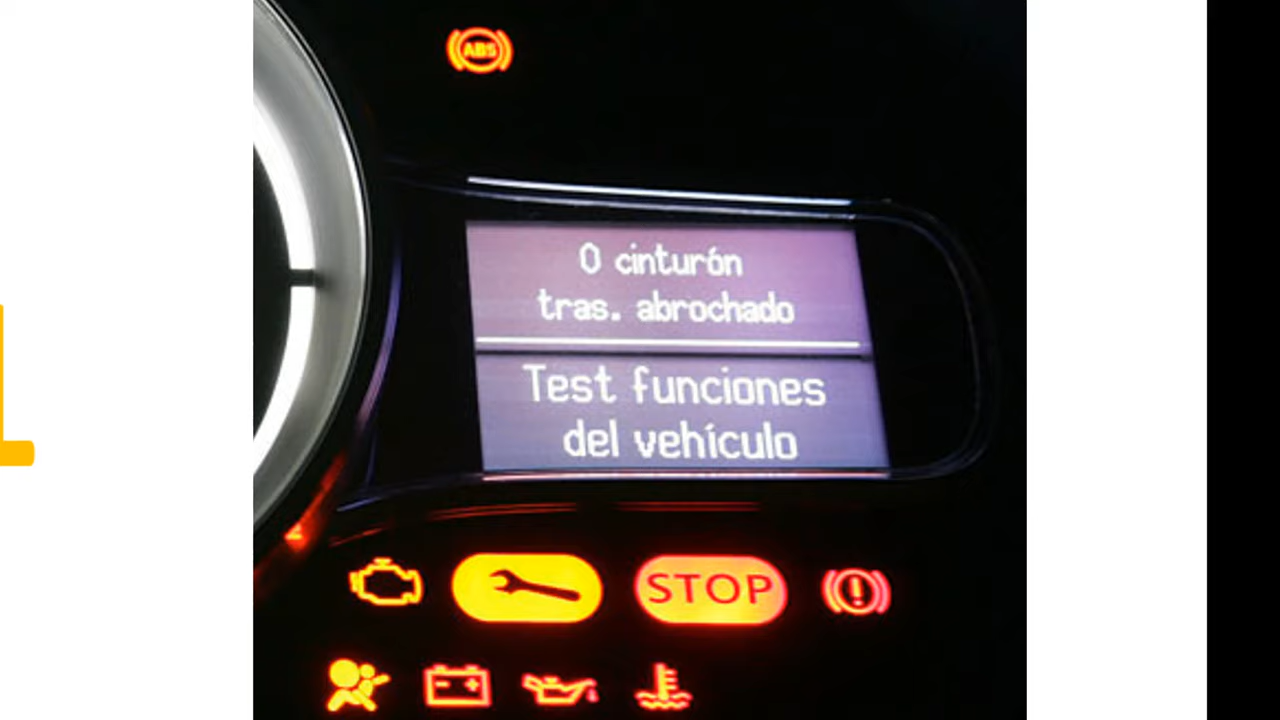 ABS
0 cinturón
tras. abrochado
Test funciones
del vehículo
STOP